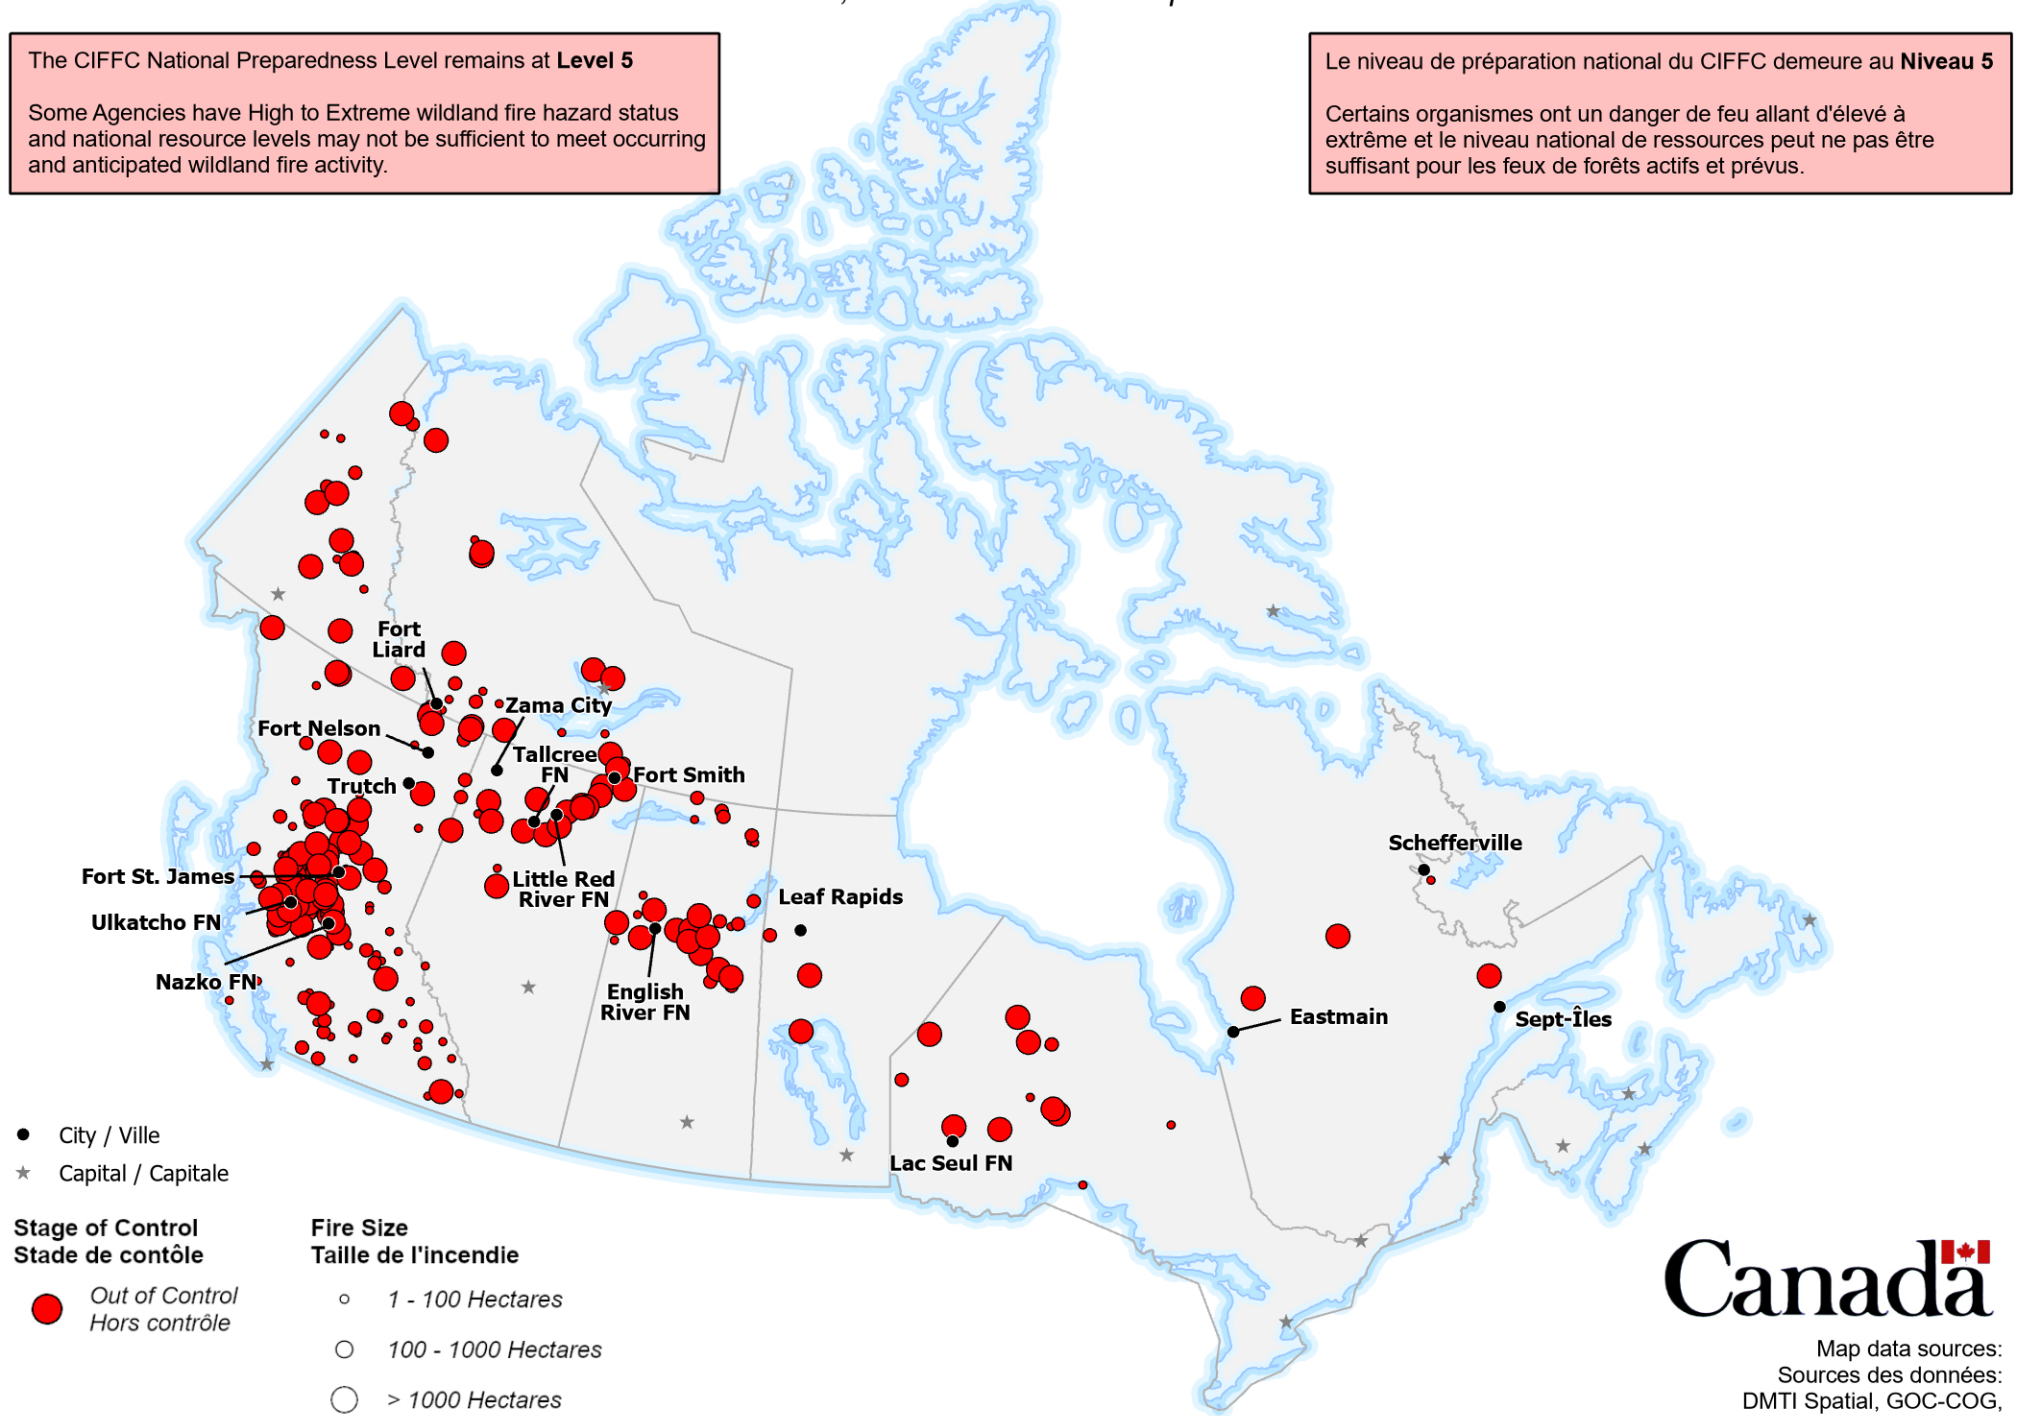 The CIFFC National Preparedness Level remains at Level 5
Some Agencies have High to Extreme wildland fire hazard status
and national resource levels may not be sufficient to meet occurring
and anticipated wildland fire activity.
Le niveau de préparation national du CIFFC demeure au Niveau 5
Certains organismes ont un danger de feu allant d'élevé à
extrême et le niveau national de ressources peut ne pas être
suffisant pour les feux de forêts actifs et prévus.
Fort
Liard
Zama City
Fort Nelson
Tallcree
FN
Fort Smith
Trutch
Schefferville
Fort St. James
Little Red
River FN
Leaf Rapids
Ulkatcho FN
Nazko FN
English
River FN
Eastmain
Sept-Îles
Lac Seul FN
City / Ville
Capital / Capitale
Stage of Control
Stade de contôle
Out of Control
Hors contrôle
Fire Size
Taille de l'incendie
1 - 100 Hectares
100 - 1000 Hectares
> 1000 Hectares
Canada
Map data sources:
Sources des données:
DMTI Spatial, GOC-COG,